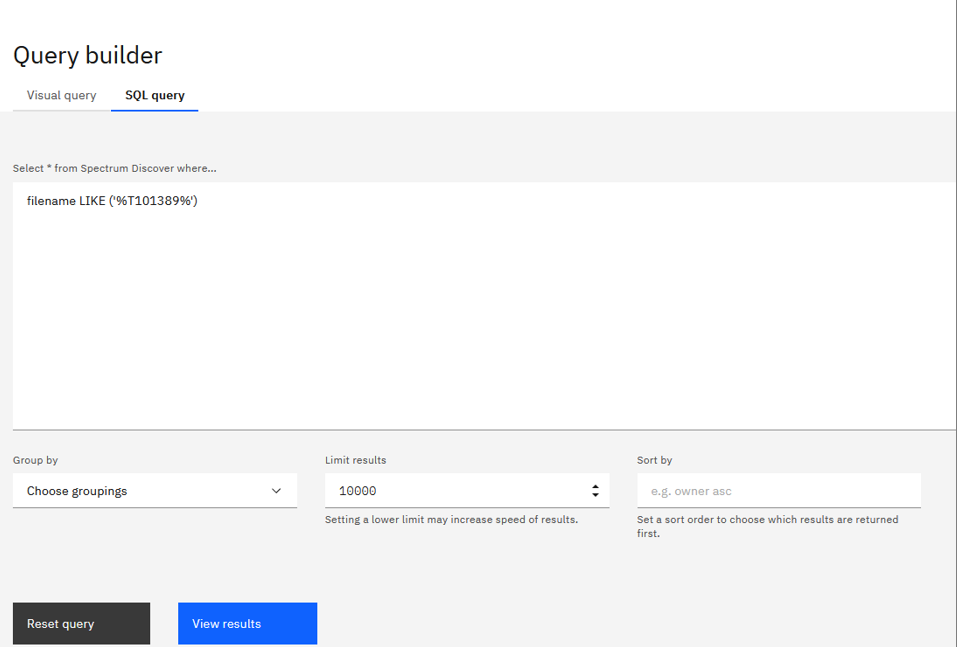 Query builder
Visual query SQL query
Select * from Spectrum Discover where...
filename LIKE ('%T101389%')
Group by Limit results Sort by
Choose groupings 10000 e.g. owner asc
Setting a lower limit may increase speed of results. Set a sort order to choose which results are returned
first.
Reset query View results